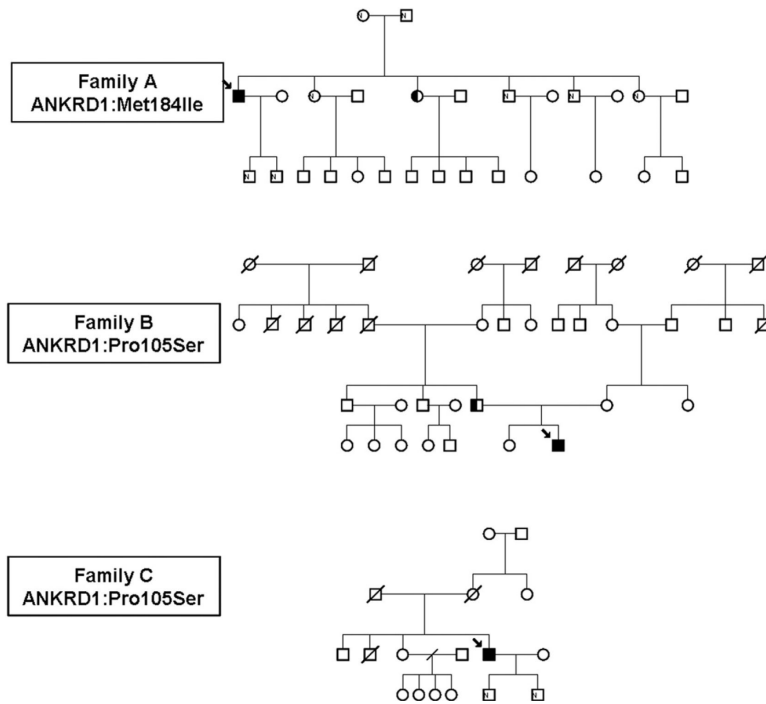 N N
Family A
ANKRD1:Met184Ile
N N N N
N N
Family B
ANKRD1:Pro105Ser
Family C
ANKRD1:Pro105Ser
N N